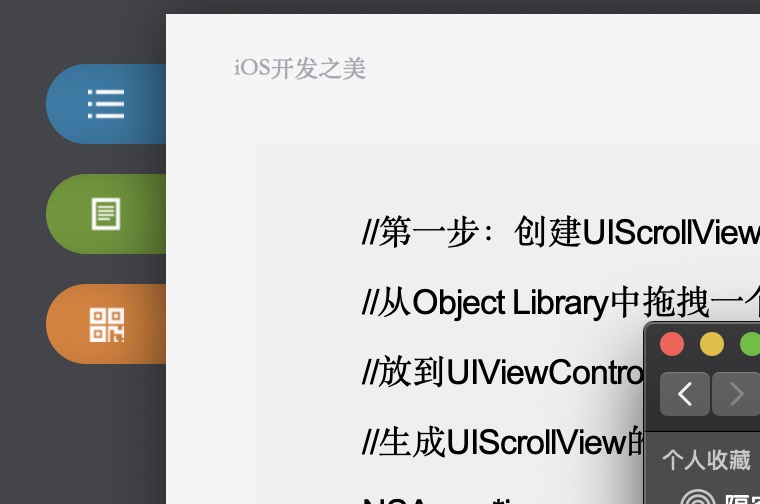 iOS开发之美
//第一步：创建UIScrollView
//从Object Library中拖拽一个
//放到UIViewContro
//生成UIScrollView的
个人收藏